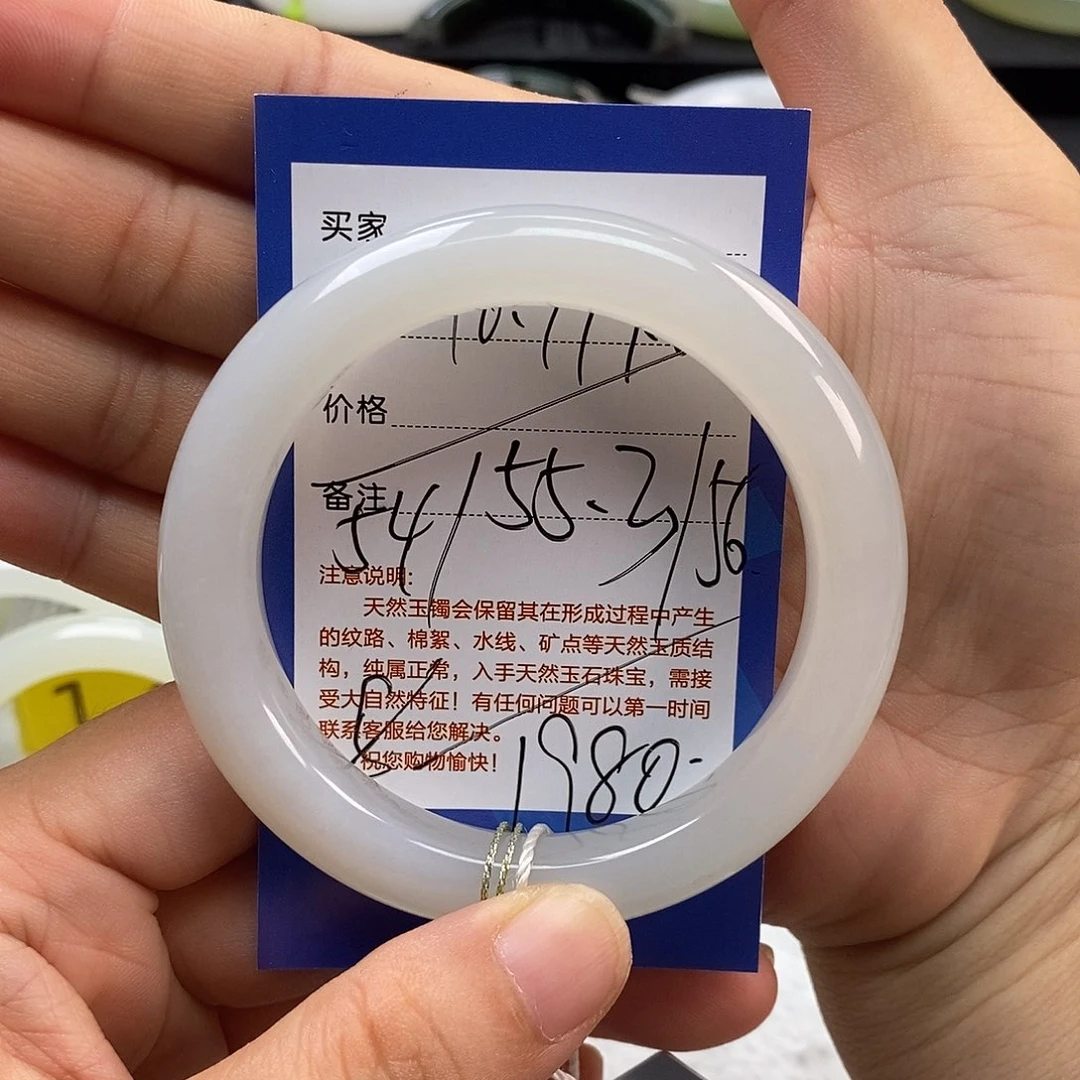 买家
价格
备注
54/55.3/56
注意说明:
天然玉镯会保留其在形成过程中产生
的纹路、棉絮、水线、矿点等天然玉质结
构，纯属正常，入手天然玉石珠宝，需接
受大自然特征！有任何问题可以第一时间
联系客服给您解决。
祝您购物愉快！
1980.-
1